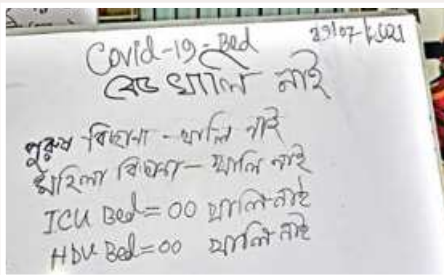 Covid-19-Bed
বেড খালি নাই
পুরুষ বিছানা - খালি নাই
মহিলা বিছানা - খালি নাই
ICU Bed = 00 খালি নাই
HDU Bed = 00 খালি নাই